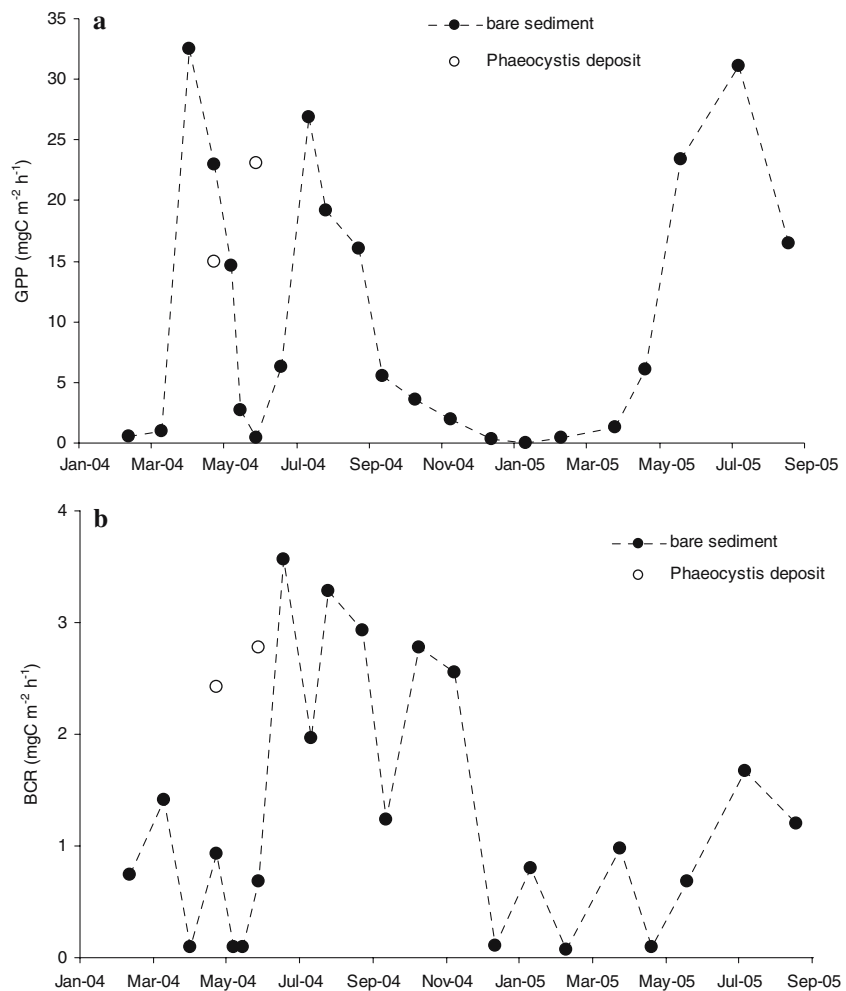 a
bare sediment
Phaeocystis deposit
GPP (mgC m⁻² h⁻¹)
35
30
25
20
15
10
5
0
Jan-04 Mar-04 May-04 Jul-04 Sep-04 Nov-04 Jan-05 Mar-05 May-05 Jul-05 Sep-05
b
bare sediment
Phaeocystis deposit
BCR (mgC m⁻² h⁻¹)
4
3
2
1
0
Jan-04 Mar-04 May-04 Jul-04 Sep-04 Nov-04 Jan-05 Mar-05 May-05 Jul-05 Sep-05